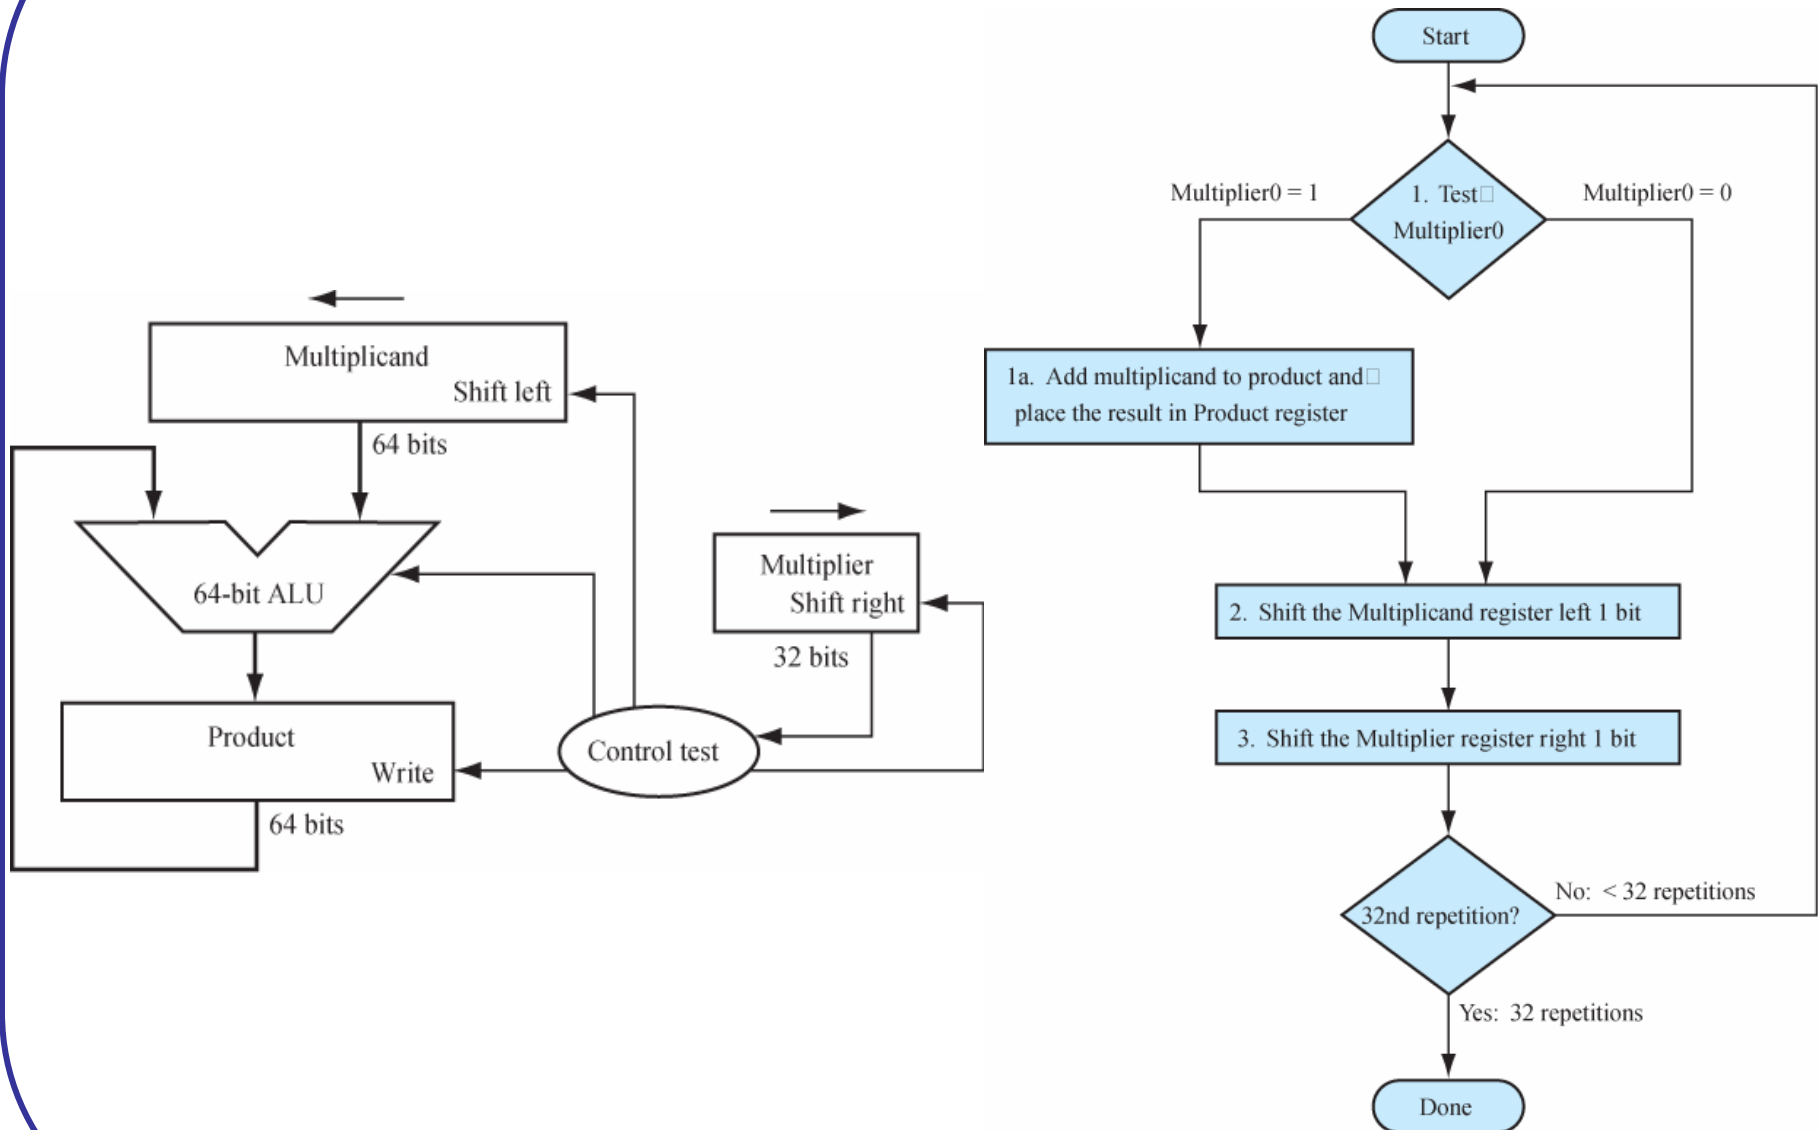 Multiplicand
Shift left
64 bits
64-bit ALU
Multiplier
Shift right
32 bits
Product
Write
Control test
64 bits
Start
Multiplier0 = 1
1. Test□
Multiplier0
Multiplier0 = 0
1a. Add multiplicand to product and□
place the result in Product register
2. Shift the Multiplicand register left 1 bit
3. Shift the Multiplier register right 1 bit
32nd repetition?
No: < 32 repetitions
Yes: 32 repetitions
Done